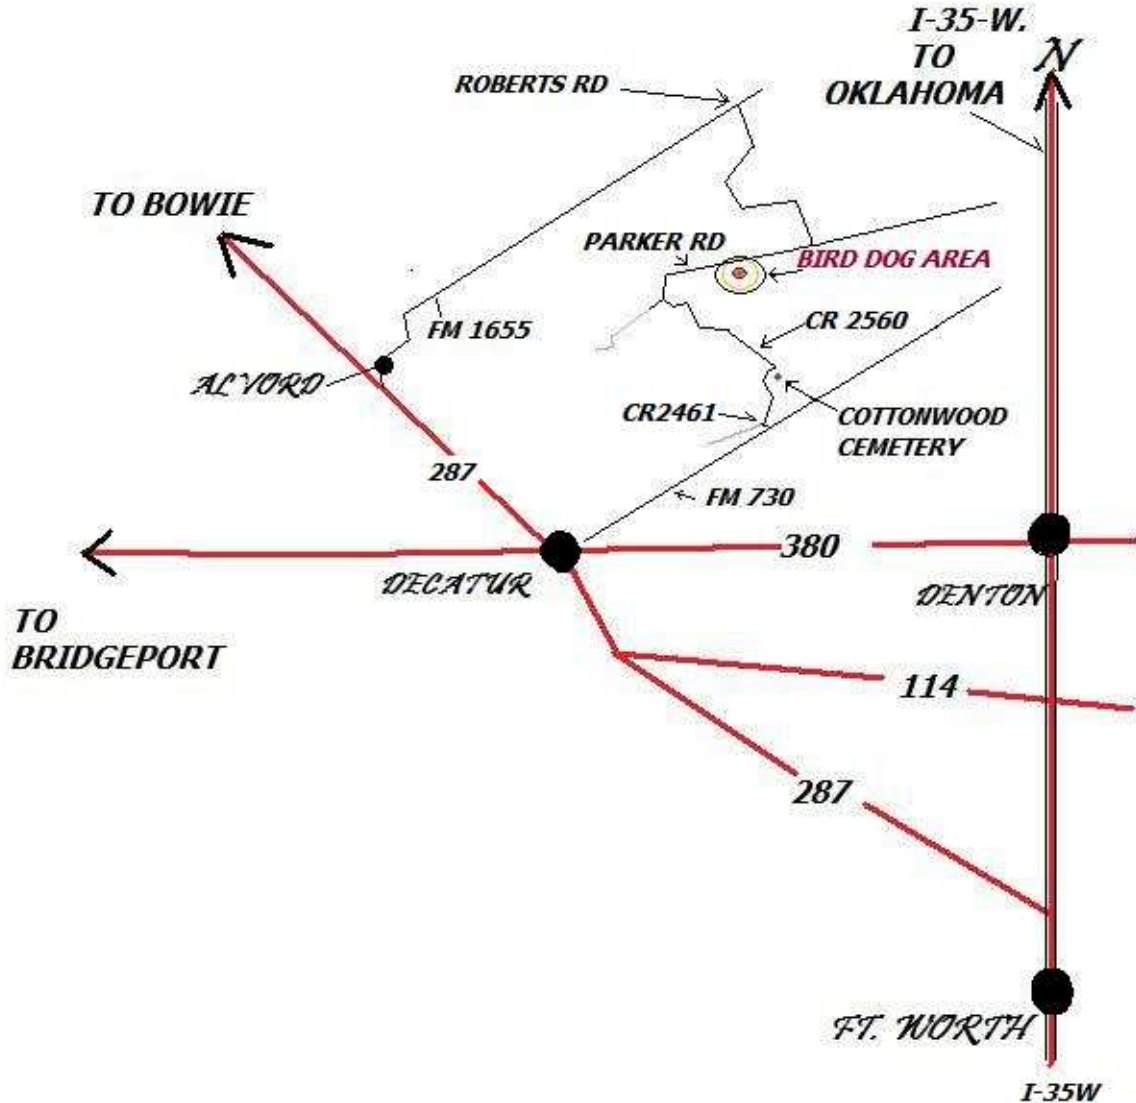 I-35-W.
TO
OKLAHOMA
N
ROBERTS RD
TO BOWIE
PARKER RD
BIRD DOG AREA
FM 1655
CR 2560
ALVORD
CR2461
COTTONWOOD
CEMETERY
287
FM 730
380
DECATUR
DENTON
TO
BRIDGEPORT
114
287
FT. WORTH
I-35W